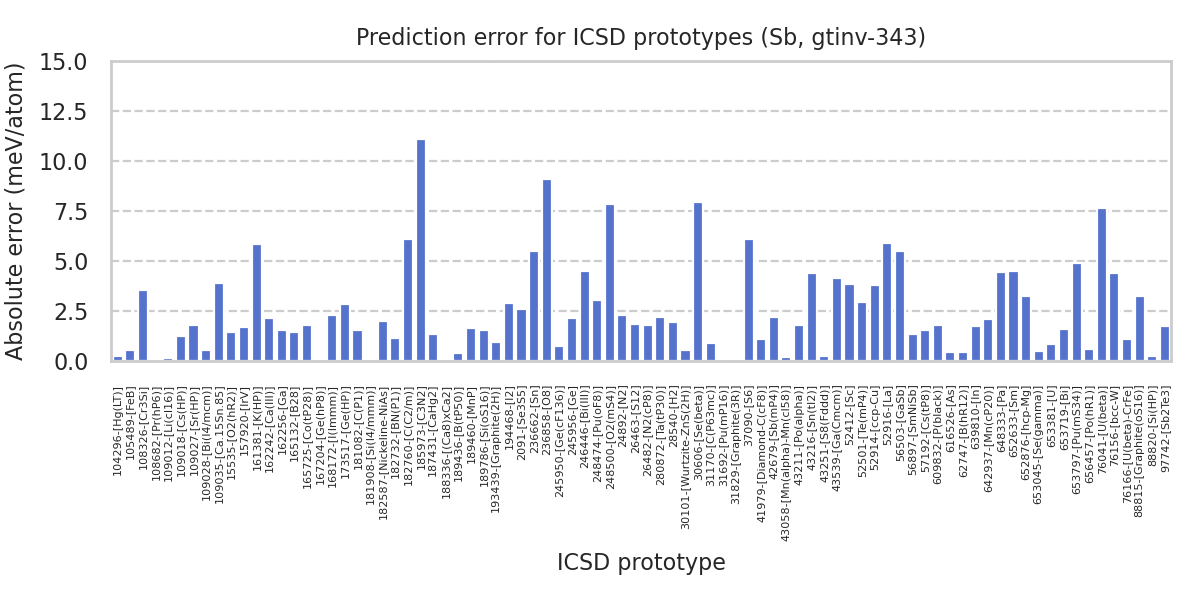 Prediction error for ICSD prototypes (Sb, gtinv-343)
Absolute error (meV/atom)
15.0
12.5
10.0
7.5
5.0
2.5
0.0
104296-[Hg(LT)]
105489-[FeB]
108326-[Cr3Si]
108682-[Pr(hP6)]
109012-[Li(cI16)]
109018-[Cs(HP)]
109027-[Sr(HP)]
109028-[Bi(I4/mcm)]
109035-[Ca.15Sn.85]
15535-[O2(hR2)]
157920-[IrV]
161381-[K(HP)]
162242-[Ca(III)]
162256-[Ga]
165132-[B28]
165725-[Co(tP28)]
167204-[Ge(hP8)]
168172-[I(Immm)]
173517-[Ge(HP)]
181082-[C(P1)]
181908-[Si(I4/mmm)]
182587-[Nickeline-NiAs]
182732-[BN(P1)]
182760-[C(C2/m)]
185973-[C3N2]
187431-[CaHg2]
188336-[(Ca8)xCa2]
189436-[B(tP50)]
189460-[MnP]
189786-[Si(oS16)]
193439-[Graphite(2H)]
194468-[I2]
2091-[Se3S5]
236662-[Sn]
236858-[O8]
245950-[Ge(cF136)]
245956-[Ge]
246446-[Bi(III)]
248474-[Pu(oF8)]
248500-[O2(mS4)]
24892-[N2]
26463-[S12]
26482-[N2(cP8)]
280872-[Ta(tP30)]
28540-[H2]
30101-[Wurtzite-ZnS(2H)]
30606-[Se(beta)]
31170-[C(P63mc)]
31692-[Pu(mP16)]
31829-[Graphite(3R)]
37090-[S6]
41979-[Diamond-C(cF8)]
42679-[Sb(mP4)]
43058-[Mn(alpha)-Mn(cI58)]
43211-[Po(alpha)]
43216-[Sn(tI4)]
43251-[S8(Fddd)]
43539-[Ga(Cmcm)]
52412-[Sc]
52501-[Te(mP4)]
52914-[ccp-Cu]
52916-[La]
56503-[GaSb]
56897-[SmNiSb]
57192-[Cs(tP8)]
609832-[P(black)]
616526-[As]
62747-[B(hR12)]
639810-[In]
642937-[Mn(cP20)]
648333-[Pa]
652633-[Sm]
652876-[hcp-Mg]
653045-[Se(gamma)]
653381-[U]
653719-[I]
653797-[Pu(mS34)]
656457-[Po(hR1)]
76041-[U(beta)]
76156-[bcc-W]
76166-[U(beta)-CrFe]
88815-[Graphite(oS16)]
88820-[Si(HP)]
97742-[Sb2Te3]
ICSD prototype